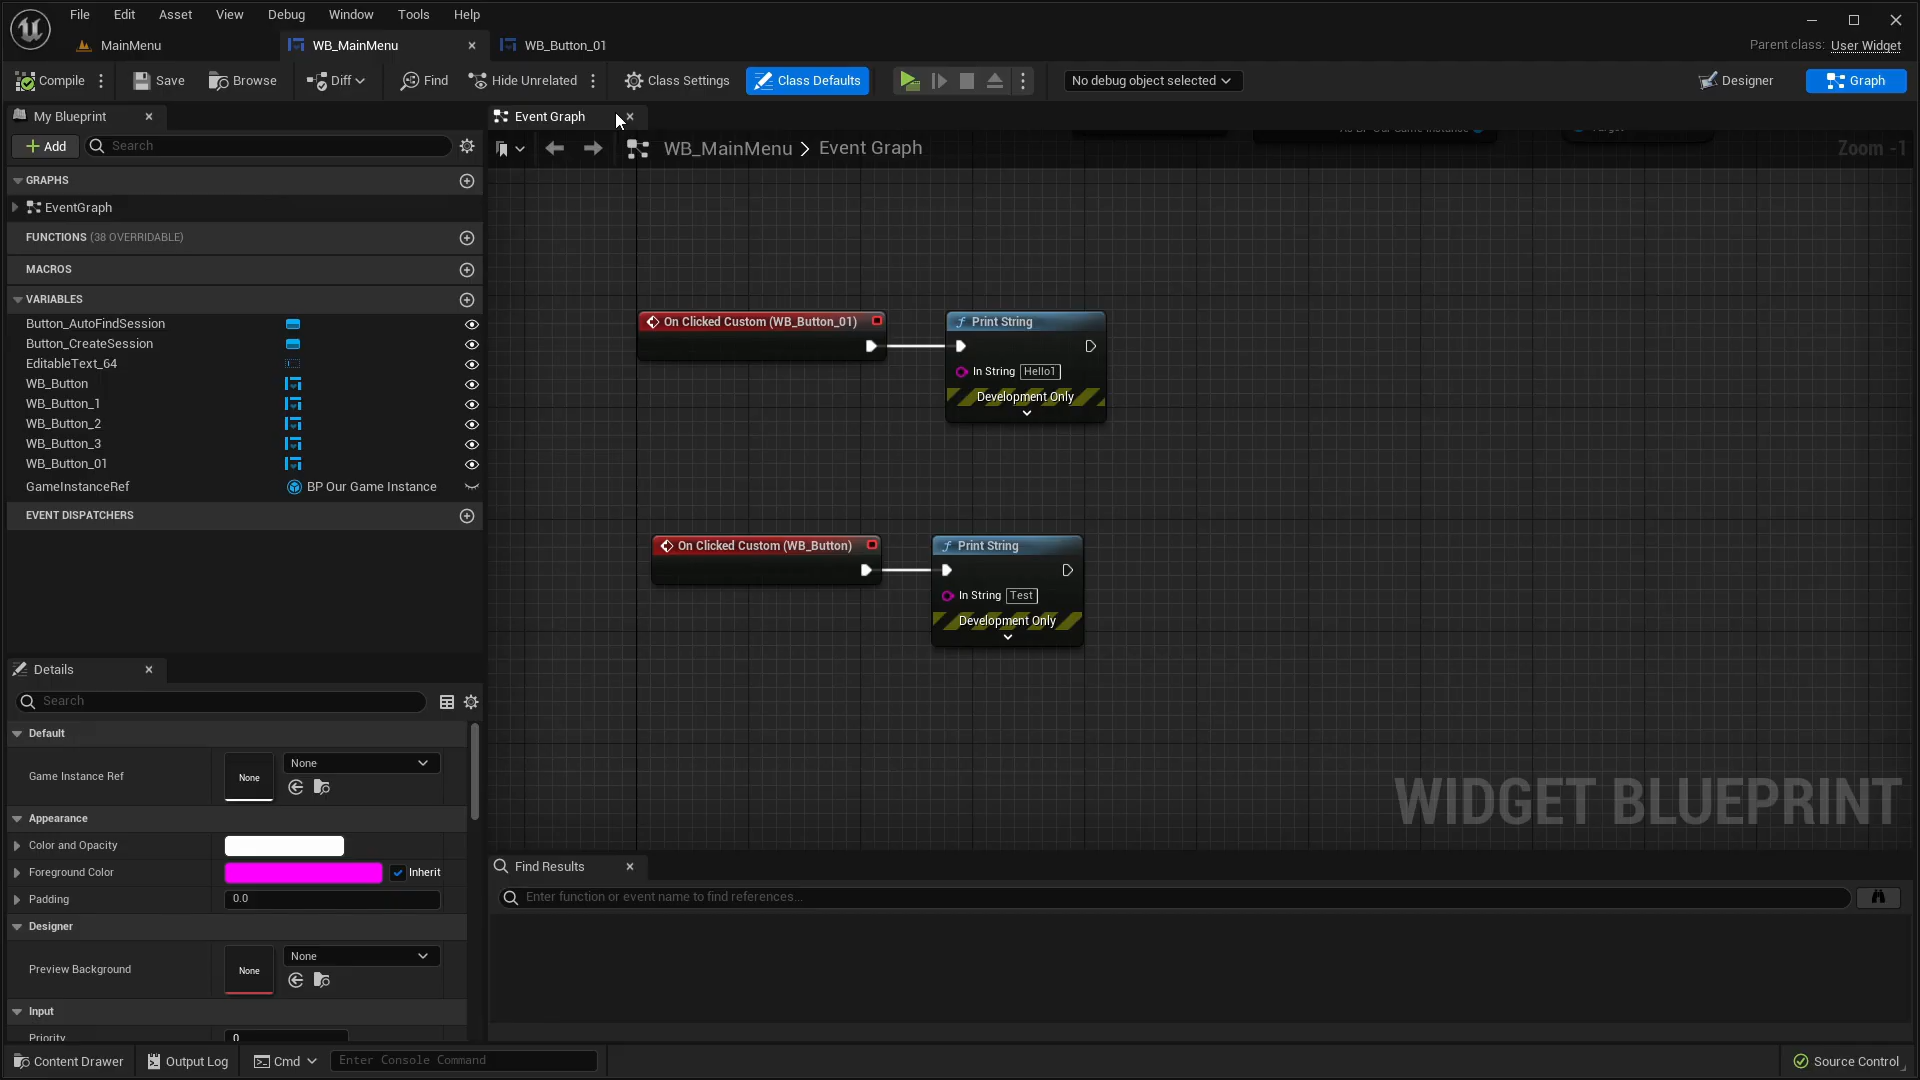 File Edit Asset View Debug Window Tools Help
MainMenu WB_MainMenu WB_Button_01 Parent class: User Widget
Compile Save Browse Diff Find Hide Unrelated Class Settings Class Defaults No debug object selected Designer Graph
My Blueprint
Event Graph
Add Search
WB_MainMenu > Event Graph
Zoom -1
GRAPHS
EventGraph
FUNCTIONS (38 OVERRIDABLE)
MACROS
VARIABLES
Button_AutoFindSession
Button_CreateSession
EditableText_64
WB_Button
WB_Button_1
WB_Button_2
WB_Button_3
WB_Button_01
GameInstanceRef BP Our Game Instance
EVENT DISPATCHERS
On Clicked Custom (WB_Button_01)
Print String
In String Hello1
Development Only
On Clicked Custom (WB_Button)
Print String
In String Test
Development Only
WIDGET BLUEPRINT
Details
Search
Default
Game Instance Ref None None
Appearance
Color and Opacity
Foreground Color Inherit
Padding 0.0
Designer
Preview Background None None
Input
Priority 0
Find Results
Enter function or event name to find references...
Content Drawer Output Log Cmd Enter Console Command Source Control